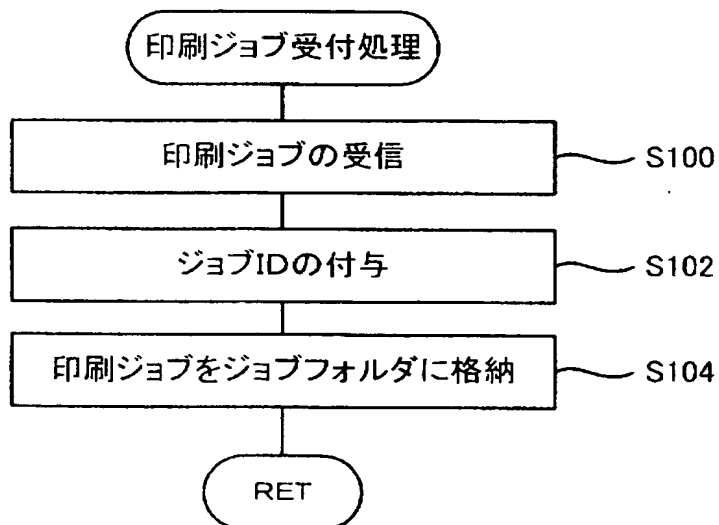 印刷ジョブ受付処理
印刷ジョブの受信
S100
ジョブIDの付与
S102
印刷ジョブをジョブフォルダに格納
S104
RET